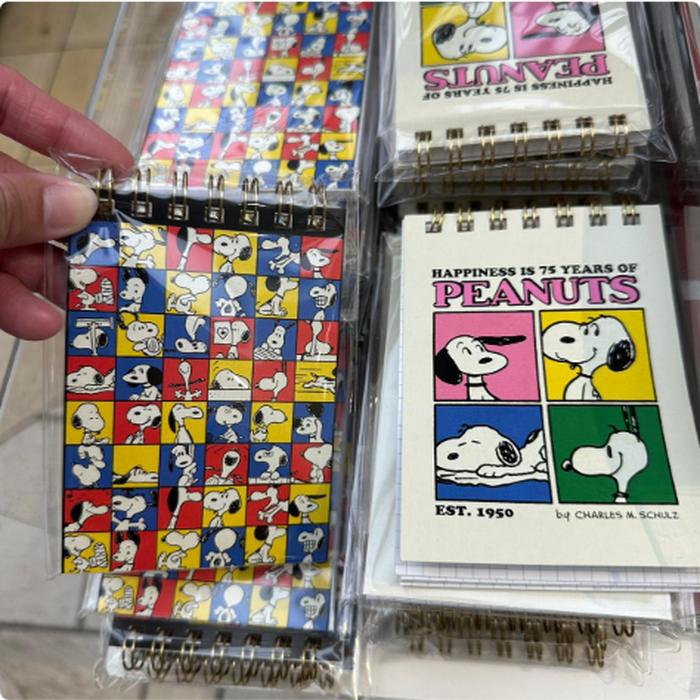 HAPPINESS IS 75 YEARS OF
PEANUTS
HAPPINESS IS 75 YEARS OF
PEANUTS
EST. 1950
by CHARLES M. SCHULZ